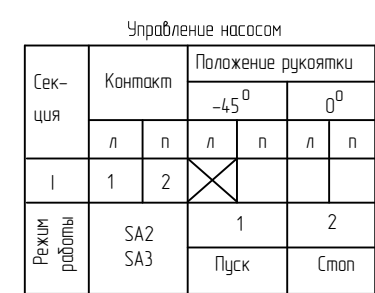 Управление насосом
Сек-
ция
Контакт
Положение рукоятки
-45⁰
0⁰
л п л п л п
I 1 2
Режим
работы
SA2
SA3
1 2
Пуск Стоп